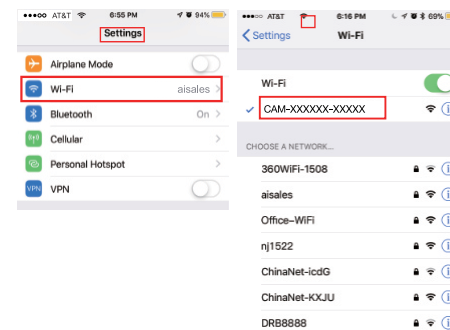 AT&T 6:55 PM 94%
Settings
Airplane Mode
Wi-Fi aisales
Bluetooth On
Cellular
Personal Hotspot
VPN VPN
AT&T 6:16 PM 69%
Settings Wi-Fi
Wi-Fi
CAM-XXXXXX-XXXXX
CHOOSE A NETWORK...
360WiFi-1508
aisales
Office-WiFi
nj1522
ChinaNet-icdG
ChinaNet-KXJU
DRB8888